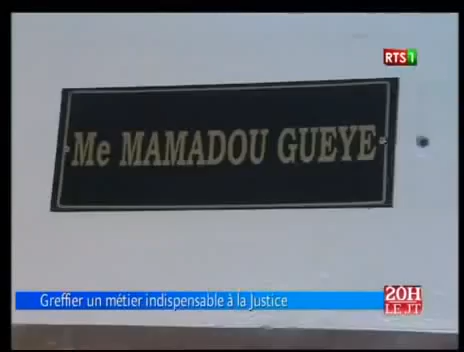 RTS1
Me MAMADOU GUEYE
Greffier un métier indispensable à la Justice
20H
LE JT